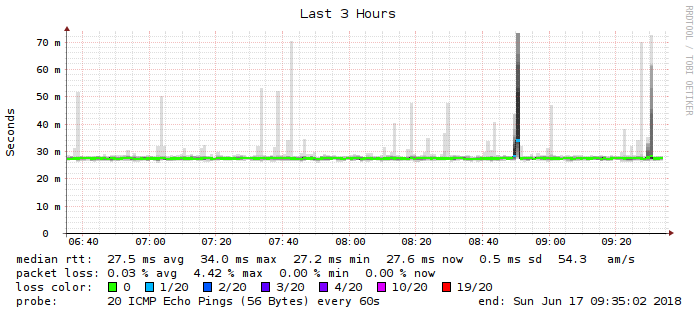 Last 3 Hours
RRDTOOL / TOBI OETIKER
Seconds
70 m
60 m
50 m
40 m
30 m
20 m
10 m
0
06:40 07:00 07:20 07:40 08:00 08:20 08:40 09:00 09:20
median rtt: 27.5 ms avg 34.0 ms max 27.2 ms min 27.6 ms now 0.5 ms sd 54.3 am/s
packet loss: 0.03 % avg 4.42 % max 0.00 % min 0.00 % now
loss color: 0 1/20 2/20 3/20 4/20 10/20 19/20
probe: 20 ICMP Echo Pings (56 Bytes) every 60s end: Sun Jun 17 09:35:02 2018